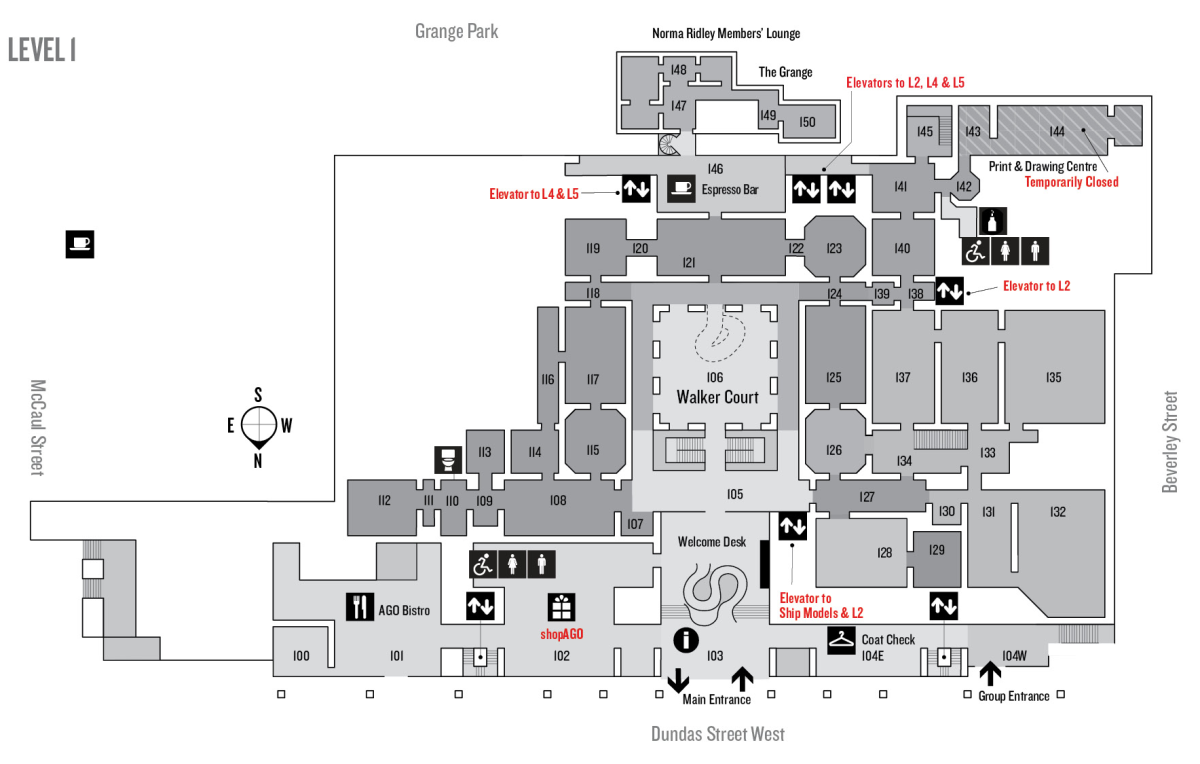 LEVEL 1
Grange Park
Norma Ridley Members' Lounge
The Grange
Elevators to L2, L4 & L5
148
147
149
150
145
143
144
Print & Drawing Centre
Temporarily Closed
146
Espresso Bar
Elevator to L4 & L5
141
142
119
120
121
122
123
140
118
124
139
138
Elevator to L2
116
117
106
Walker Court
125
137
136
135
McCaul Street
Beverley Street
S
E
W
N
113
114
115
126
134
133
112
111
110
109
108
107
105
127
130
131
132
Welcome Desk
128
129
AGO Bistro
shopAGO
Elevator to
Ship Models & L2
i
Coat Check
104E
100
101
102
103
104W
Main Entrance
Group Entrance
Dundas Street West